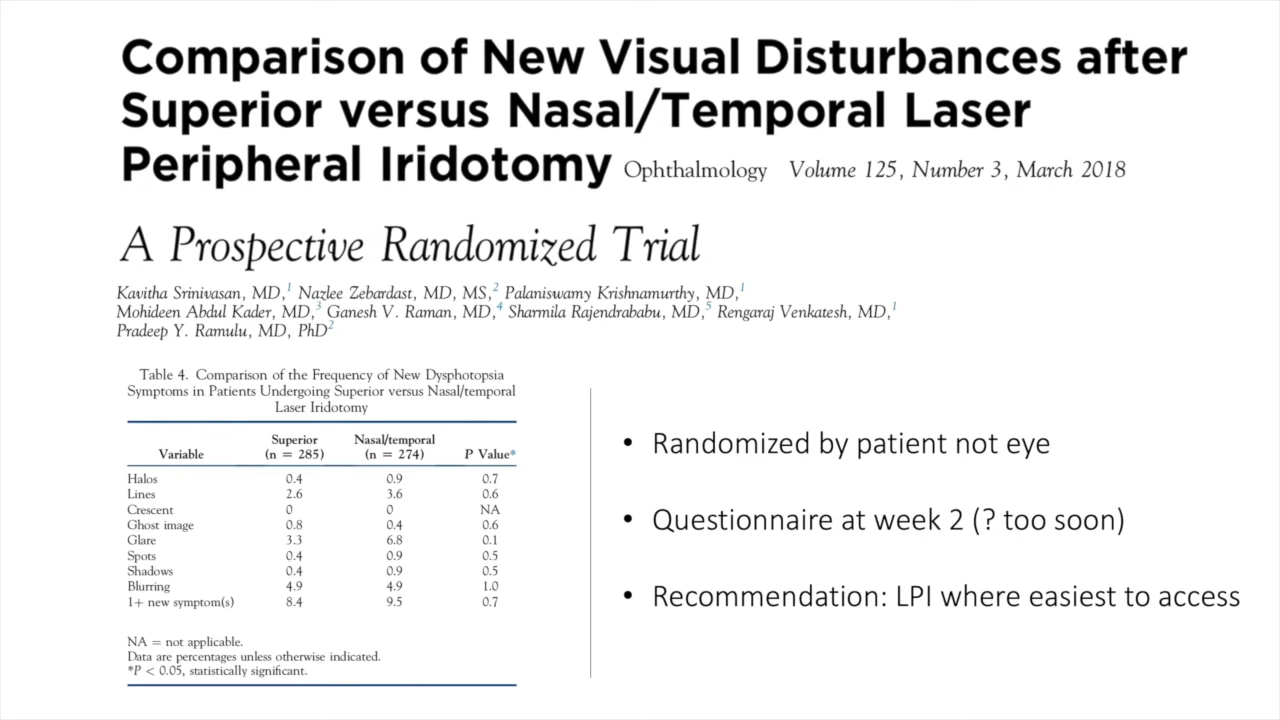 Comparison of New Visual Disturbances after
Superior versus Nasal/Temporal Laser
Peripheral Iridotomy Ophthalmology Volume 125, Number 3, March 2018
A Prospective Randomized Trial
Kavitha Srinivasan, MD,1 Nazlee Zebardast, MD, MS,2 Palaniswamy Krishnamurthy, MD,1
Mohideen Abdul Kader, MD,3 Ganesh V. Raman, MD,4 Sharmila Rajendrababu, MD,5 Rengaraj Venkatesh, MD,1
Pradeep Y. Ramulu, MD, PhD2
Table 4. Comparison of the Frequency of New Dysphotopsia
Symptoms in Patients Undergoing Superior versus Nasal/temporal
Laser Iridotomy
Superior Nasal/temporal
Variable (n = 285) (n = 274) P Value*
Halos 0.4 0.9 0.7
Lines 2.6 3.6 0.6
Crescent 0 0 NA
Ghost image 0.8 0.4 0.6
Glare 3.3 6.8 0.1
Spots 0.4 0.9 0.5
Shadows 0.4 0.9 0.5
Blurring 4.9 4.9 1.0
1+ new symptom(s) 8.4 9.5 0.7
NA = not applicable.
Data are percentages unless otherwise indicated.
*P < 0.05, statistically significant.
• Randomized by patient not eye
• Questionnaire at week 2 (? too soon)
• Recommendation: LPI where easiest to access